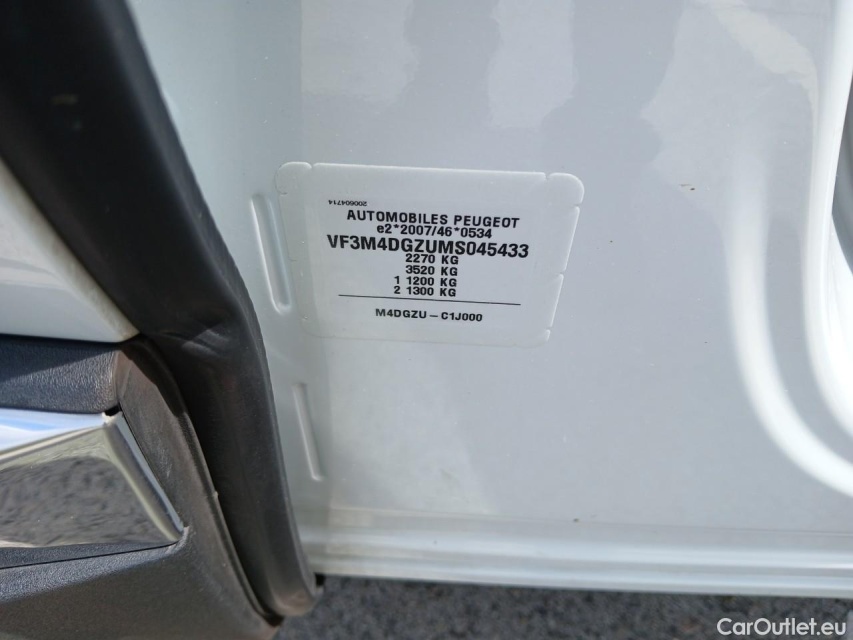 200604714
AUTOMOBILES PEUGEOT
e2*2007/46*0534
VF3M4DGZUMS045433
2270 KG
3520 KG
1 1200 KG
2 1300 KG
M4DGZU-C1J000
CarOutlet.eu